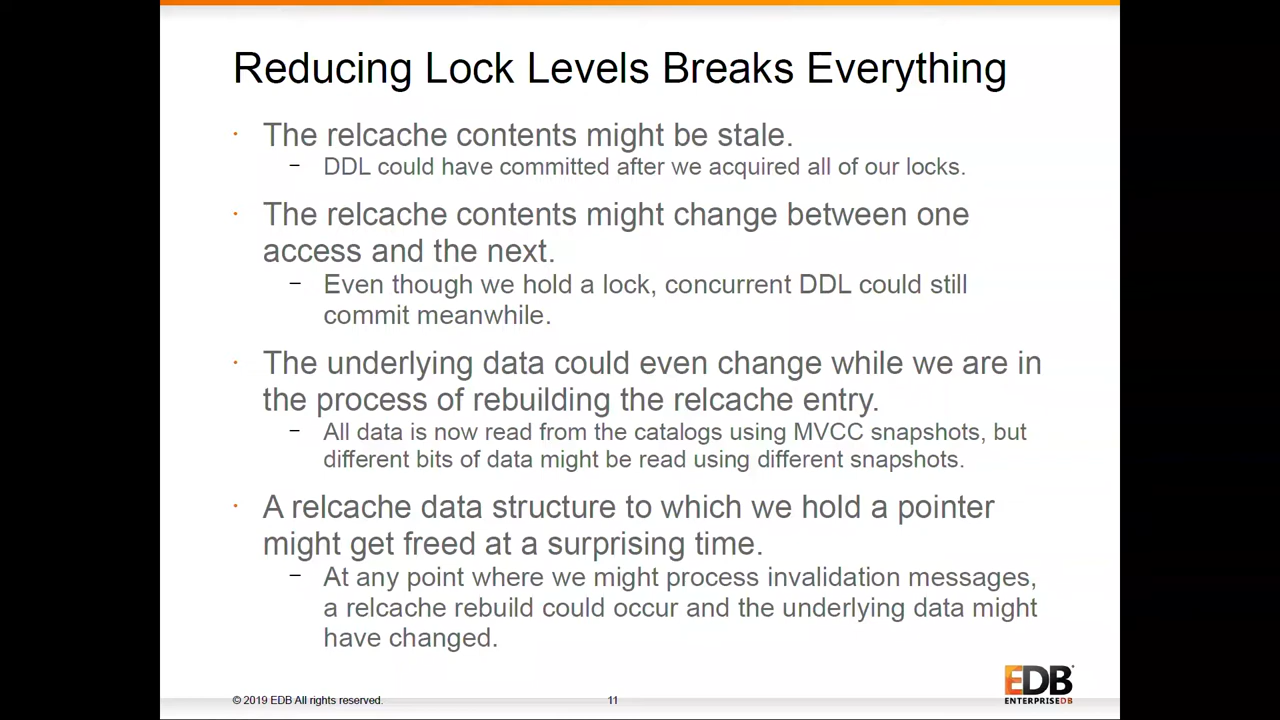 Reducing Lock Levels Breaks Everything
· The relcache contents might be stale.
– DDL could have committed after we acquired all of our locks.
· The relcache contents might change between one
access and the next.
– Even though we hold a lock, concurrent DDL could still
commit meanwhile.
· The underlying data could even change while we are in
the process of rebuilding the relcache entry.
– All data is now read from the catalogs using MVCC snapshots, but
different bits of data might be read using different snapshots.
· A relcache data structure to which we hold a pointer
might get freed at a surprising time.
– At any point where we might process invalidation messages,
a relcache rebuild could occur and the underlying data might
have changed.
© 2019 EDB All rights reserved.
11
EDB
ENTERPRISEDB